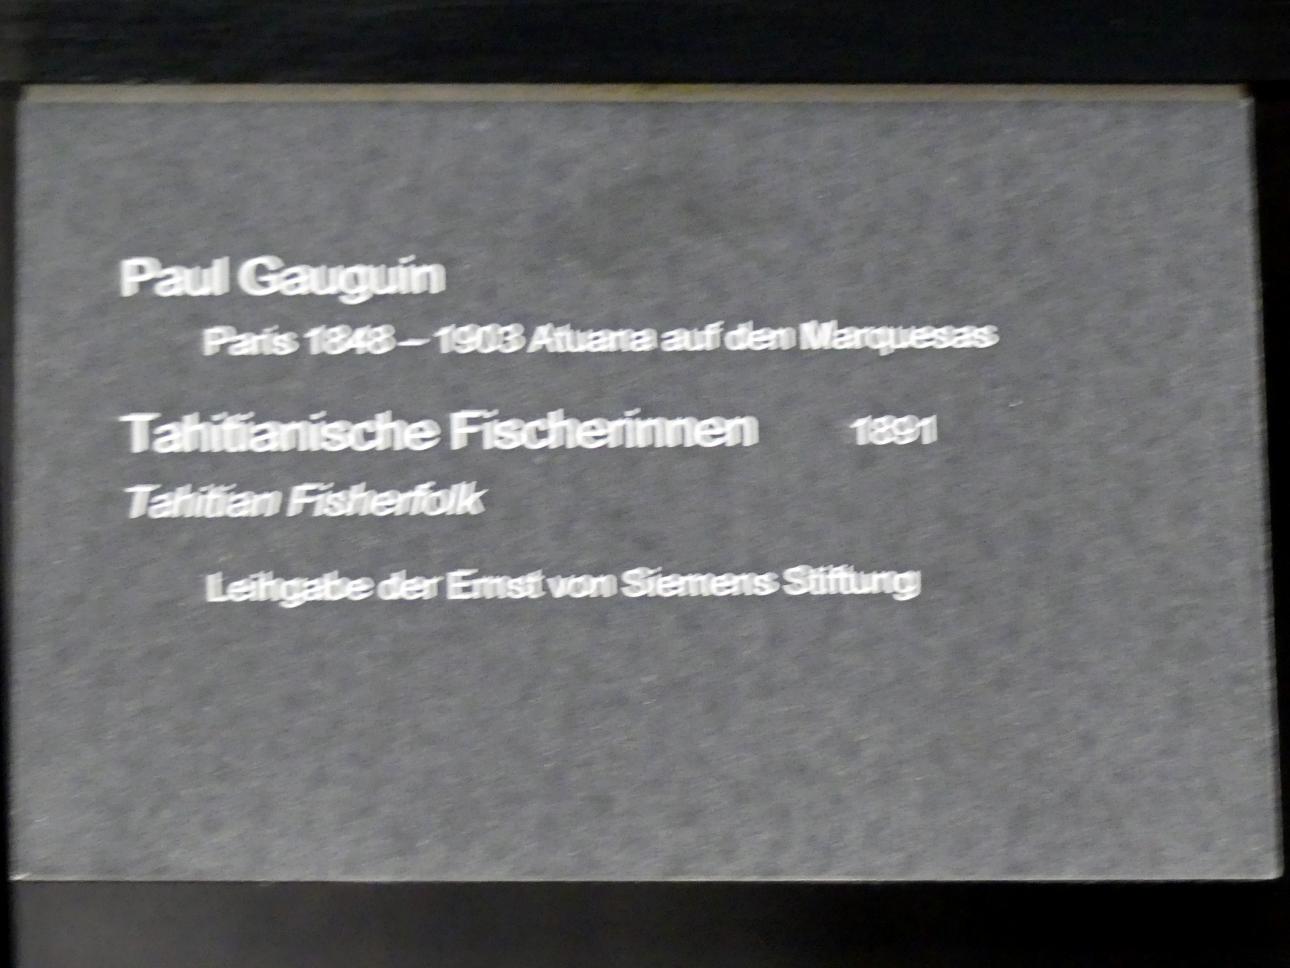 Paul Gauguin
Paris 1848 – 1903 Atuana auf den Marquesas
Tahitianische Fischerinnen 1891
Tahitian Fisherfolk
Leihgabe der Ernst von Siemens Stiftung